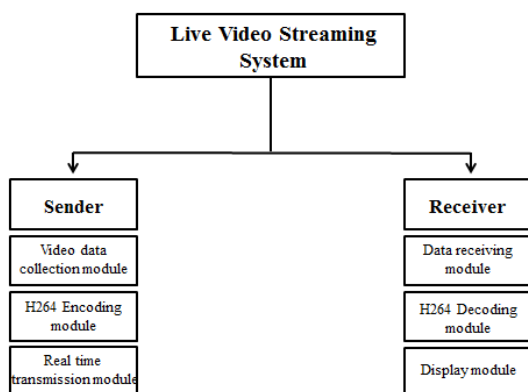 Live Video Streaming
System
Sender
Video data
collection module
H264 Encoding
module
Real time
transmission module
Receiver
Data receiving
module
H264 Decoding
module
Display module